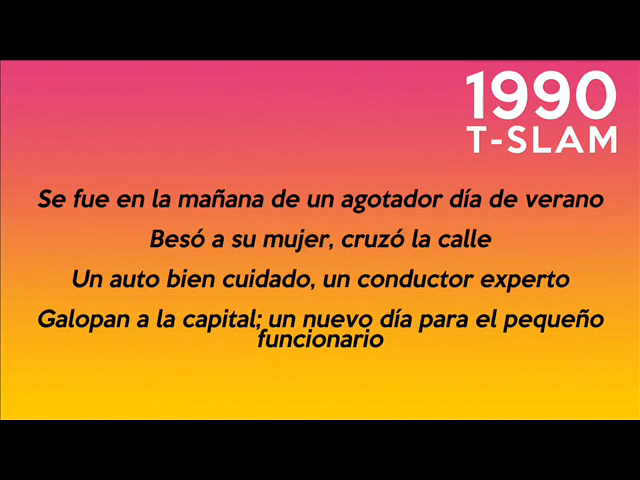 1990
T-SLAM
Se fue en la mañana de un agotador día de verano
Besó a su mujer, cruzó la calle
Un auto bien cuidado, un conductor experto
Galopan a la capital; un nuevo día para el pequeño
funcionario